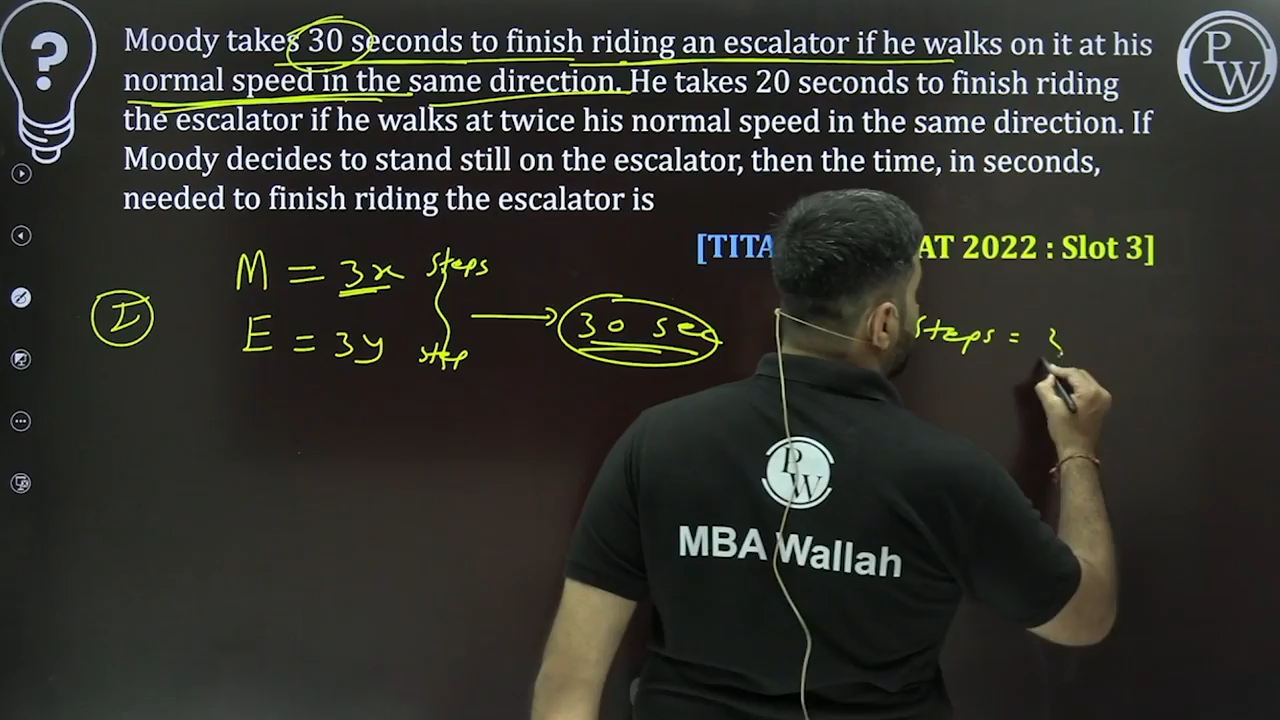 ?
Moody takes 30 seconds to finish riding an escalator if he walks on it at his
normal speed in the same direction. He takes 20 seconds to finish riding
the escalator if he walks at twice his normal speed in the same direction. If
Moody decides to stand still on the escalator, then the time, in seconds,
needed to finish riding the escalator is
PW
[TITA AT 2022 : Slot 3]
M = 3x steps
I
E = 3y step
30 sec
steps = 3
PW
MBA Wallah